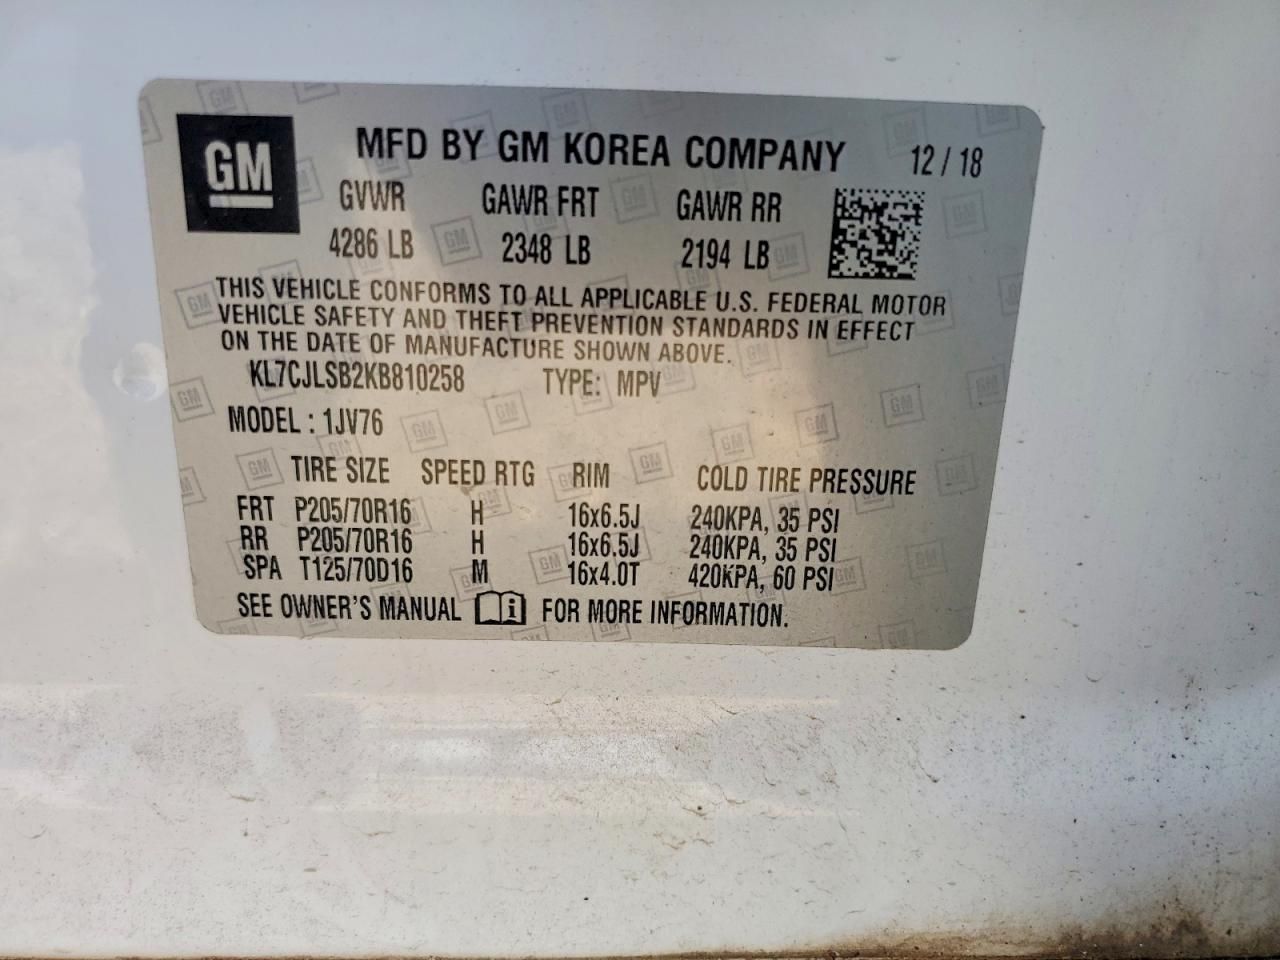 GM
MFD BY GM KOREA COMPANY 12 / 18
GVWR GAWR FRT GAWR RR
4286 LB 2348 LB 2194 LB
THIS VEHICLE CONFORMS TO ALL APPLICABLE U.S. FEDERAL MOTOR
VEHICLE SAFETY AND THEFT PREVENTION STANDARDS IN EFFECT
ON THE DATE OF MANUFACTURE SHOWN ABOVE.
KL7CJLSB2KB810258 TYPE: MPV
MODEL : 1JV76
TIRE SIZE SPEED RTG RIM COLD TIRE PRESSURE
FRT P205/70R16 H 16x6.5J 240KPA, 35 PSI
RR P205/70R16 H 16x6.5J 240KPA, 35 PSI
SPA T125/70D16 M 16x4.0T 420KPA, 60 PSI
SEE OWNER'S MANUAL i FOR MORE INFORMATION.